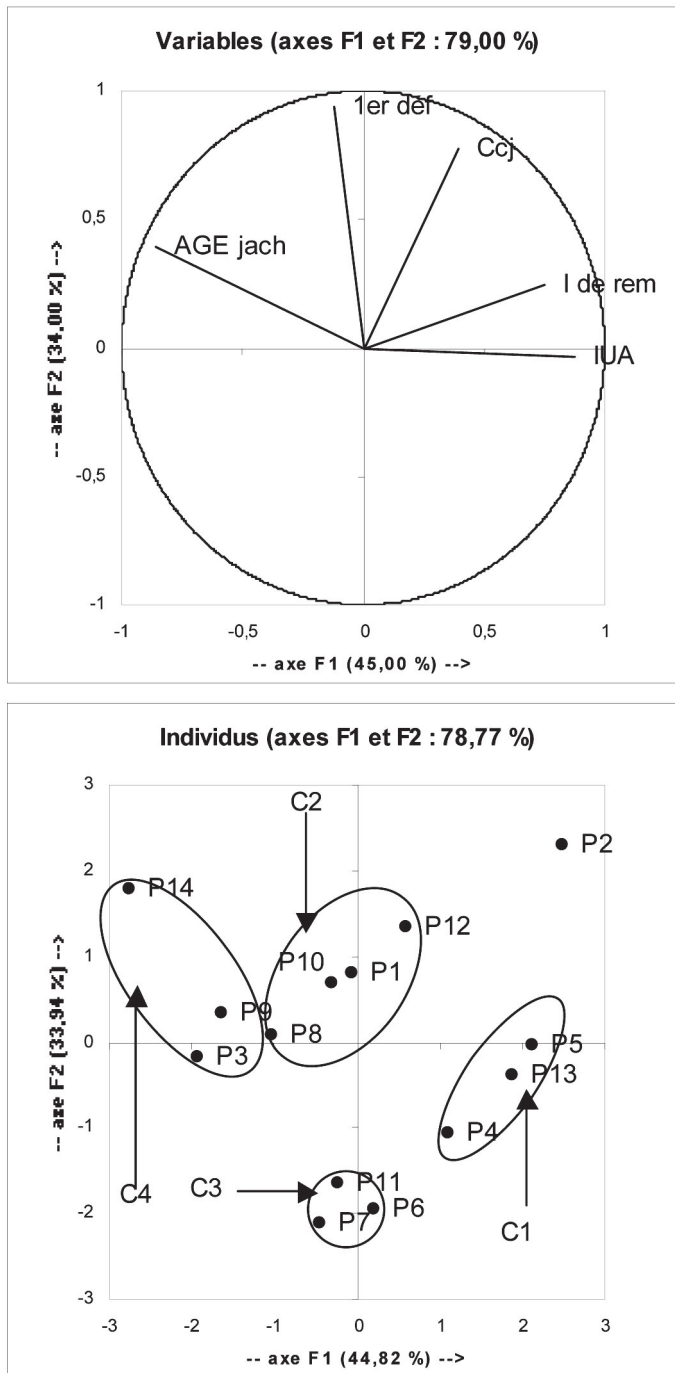 Variables (axes F1 et F2 : 79,00 %)
1
1er déf
Ccj
0,5
AGE jach
I de rem
-- axe F2 (34,00 %) -->
0
IUA
-0,5
-1
-1 -0,5 0 0,5 1
-- axe F1 (45,00 %) -->
Individus (axes F1 et F2 : 78,77 %)
3
C2
P2
2
P14
P12
1
P10 P1
-- axe F2 (33,94 %) -->
P9
P8
0
P3
P5
P13
-1
P4
C4
C3
P11
P6
-2
P7
C1
-3
-3 -2 -1 0 1 2 3
-- axe F1 (44,82 %) -->